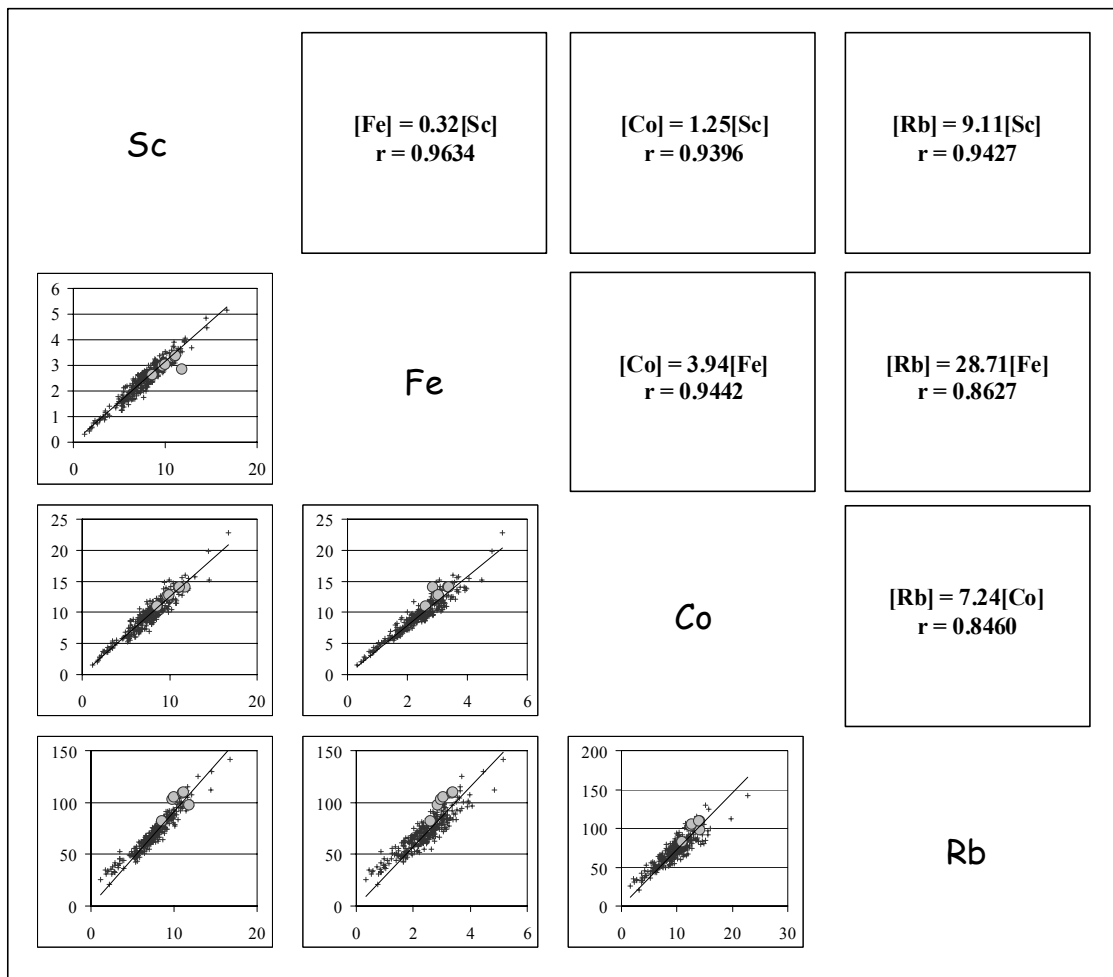 Sc
[Fe] = 0.32[Sc]
r = 0.9634
[Co] = 1.25[Sc]
r = 0.9396
[Rb] = 9.11[Sc]
r = 0.9427
6
5
4
3
2
1
0
0 10 20
Fe
[Co] = 3.94[Fe]
r = 0.9442
[Rb] = 28.71[Fe]
r = 0.8627
25
20
15
10
5
0
0 10 20
25
20
15
10
5
0
0 2 4 6
Co
[Rb] = 7.24[Co]
r = 0.8460
150
100
50
0
0 10 20
150
100
50
0
0 2 4 6
200
150
100
50
0
0 10 20 30
Rb